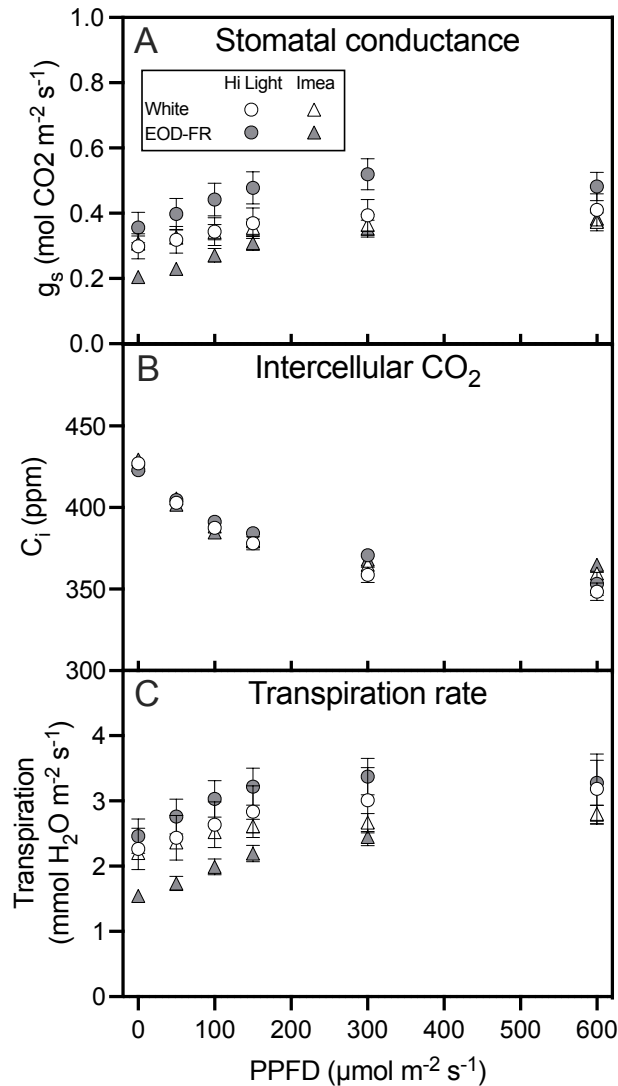 A Stomatal conductance
Hi Light Imea
White
EOD-FR
1.0
0.8
0.6
0.4
0.2
0.0
gₛ (mol CO2 m⁻² s⁻¹)
B Intercellular CO₂
450
400
350
300
Cᵢ (ppm)
C Transpiration rate
4
3
2
1
0
Transpiration
(mmol H₂O m⁻² s⁻¹)
0 100 200 300 400 500 600
PPFD (µmol m⁻² s⁻¹)